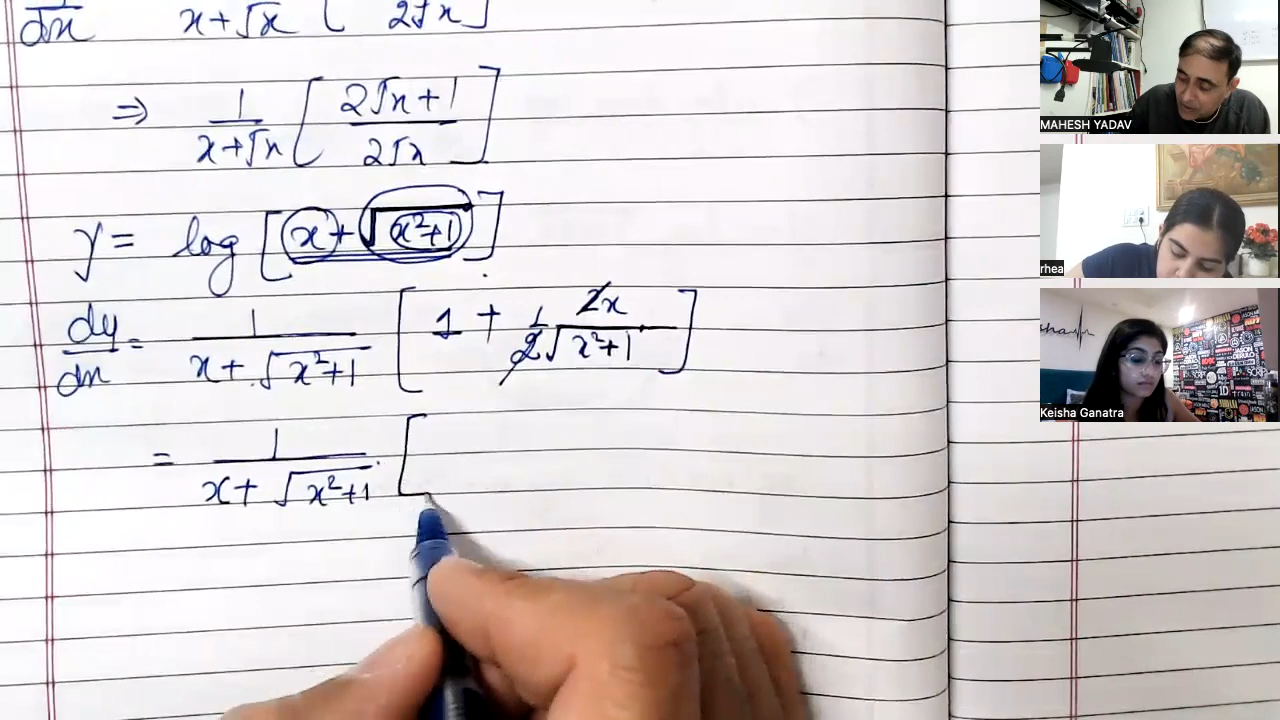 dx x+√x [ 2√x ]
⇒ 1/(x+√x) [ (2√x+1)/(2√x) ]
y = log [x+√(x²+1)]
dy/dx = 1/(x+√(x²+1)) [ 1 + 2x/(2√(x²+1)) ]
= 1/(x+√(x²+1)) · [
MAHESH YADAV
rhea
Keisha Ganatra